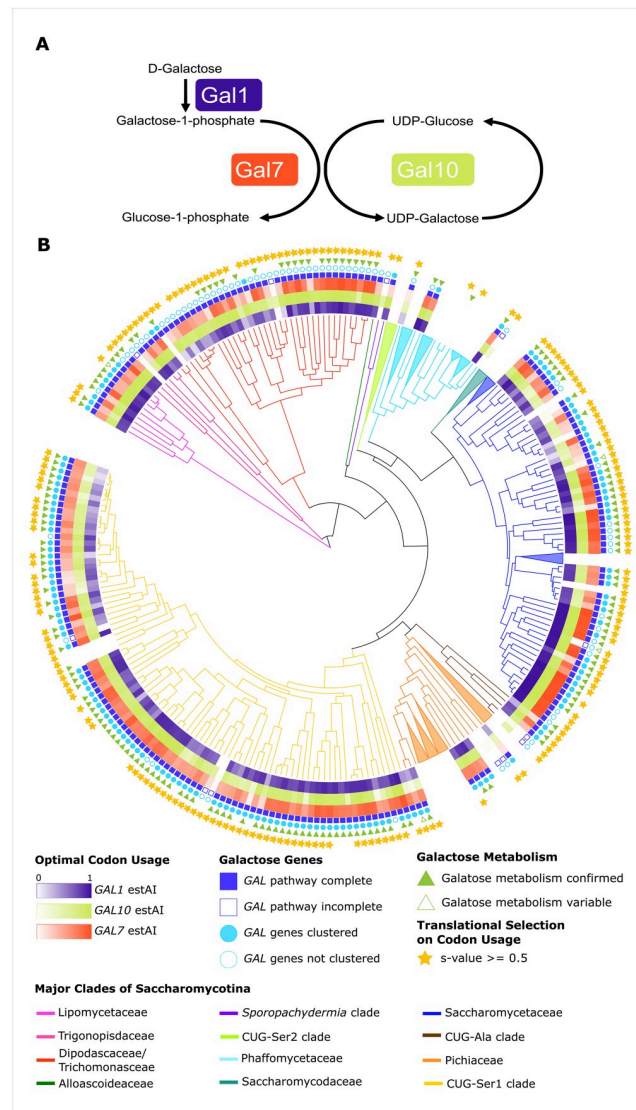 A
D-Galactose
Gal1
Galactose-1-phosphate
UDP-Glucose
Gal7
Gal10
Glucose-1-phosphate
UDP-Galactose
B
Optimal Codon Usage
0 1
GAL1 estAI
GAL10 estAI
GAL7 estAI
Galactose Genes
GAL pathway complete
GAL pathway incomplete
GAL genes clustered
GAL genes not clustered
Galactose Metabolism
Galatose metabolism confirmed
Galatose metabolism variable
Translational Selection
on Codon Usage
s-value >= 0.5
Major Clades of Saccharomycotina
Lipomycetaceae
Trigonopisdaceae
Dipodascaceae/
Trichomonasceae
Alloascoideaceae
Sporopachydermia clade
CUG-Ser2 clade
Phaffomycetaceae
Saccharomycodaceae
Saccharomycetaceae
CUG-Ala clade
Pichiaceae
CUG-Ser1 clade